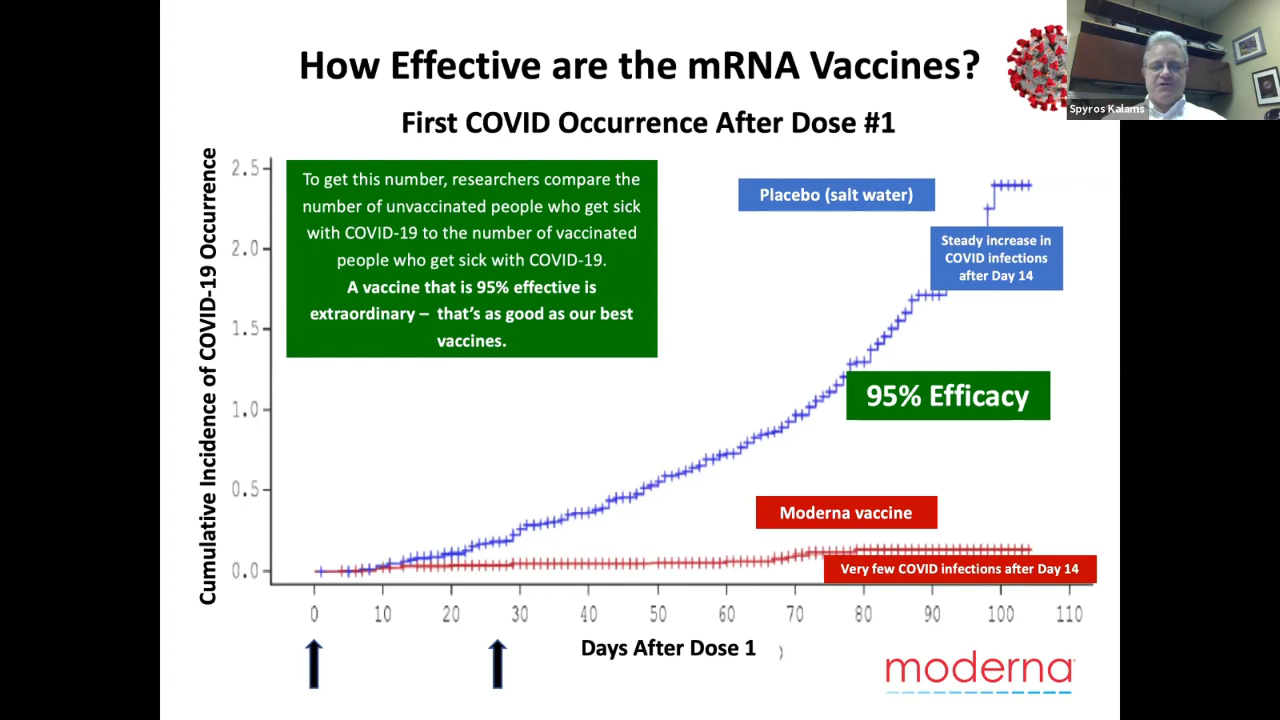 How Effective are the mRNA Vaccines?
Spyros Kalams
First COVID Occurrence After Dose #1
Cumulative Incidence of COVID-19 Occurrence
2.5
2.0
1.5
1.0
0.5
0.0
To get this number, researchers compare the
number of unvaccinated people who get sick
with COVID-19 to the number of vaccinated
people who get sick with COVID-19.
A vaccine that is 95% effective is
extraordinary – that's as good as our best
vaccines.
Placebo (salt water)
Steady increase in
COVID infections
after Day 14
95% Efficacy
Moderna vaccine
Very few COVID infections after Day 14
0 10 20 30 40 50 60 70 80 90 100 110
Days After Dose 1
moderna